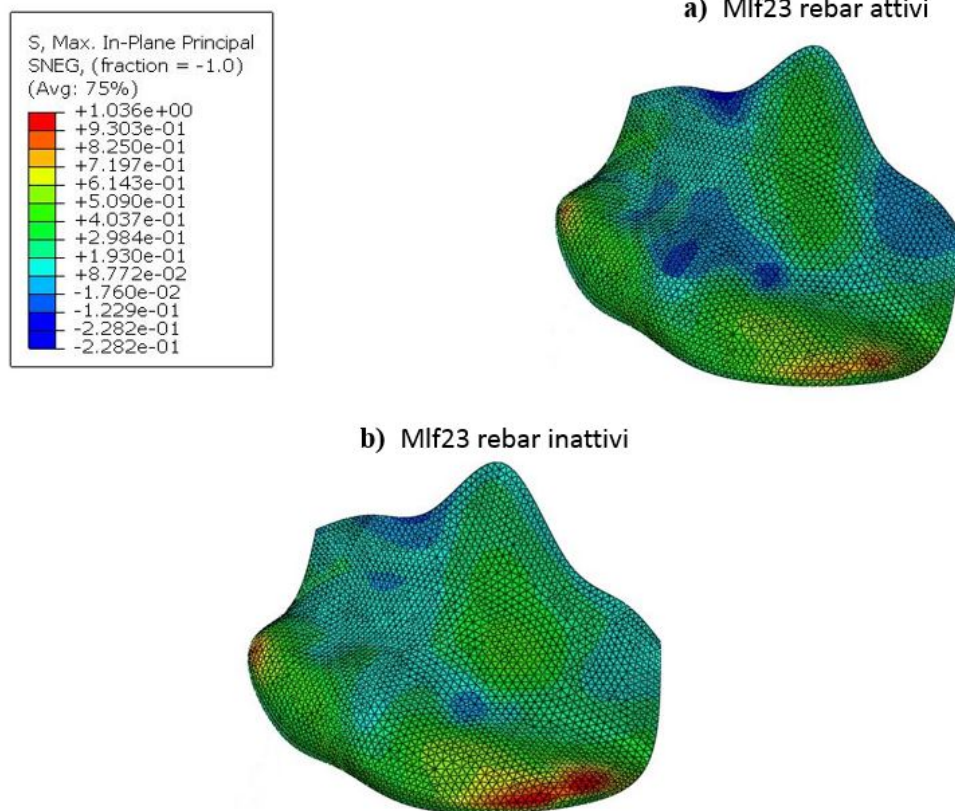 a) Mlf23 rebar attivi
S, Max. In-Plane Principal
SNEG, (fraction = -1.0)
(Avg: 75%)
+1.036e+00
+9.303e-01
+8.250e-01
+7.197e-01
+6.143e-01
+5.090e-01
+4.037e-01
+2.984e-01
+1.930e-01
+8.772e-02
-1.760e-02
-1.229e-01
-2.282e-01
-2.282e-01
b) Mlf23 rebar inattivi